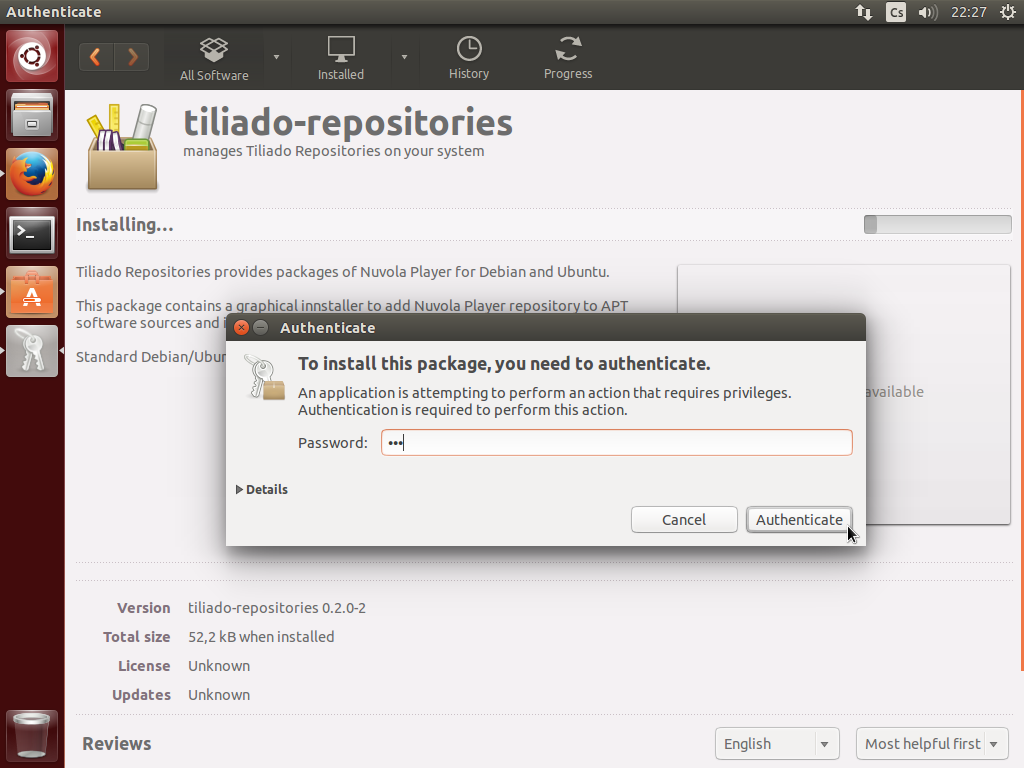 Authenticate
Cs
22:27
All Software
Installed
History
Progress
tiliado-repositories
manages Tiliado Repositories on your system
Installing...
Tiliado Repositories provides packages of Nuvola Player for Debian and Ubuntu.
This package contains a graphical innstaller to add Nuvola Player repository to APT
software sources and i
Standard Debian/Ubun
available
Authenticate
To install this package, you need to authenticate.
An application is attempting to perform an action that requires privileges.
Authentication is required to perform this action.
Password: •••
Details
Cancel
Authenticate
Version tiliado-repositories 0.2.0-2
Total size 52,2 kB when installed
License Unknown
Updates Unknown
Reviews
English
Most helpful first